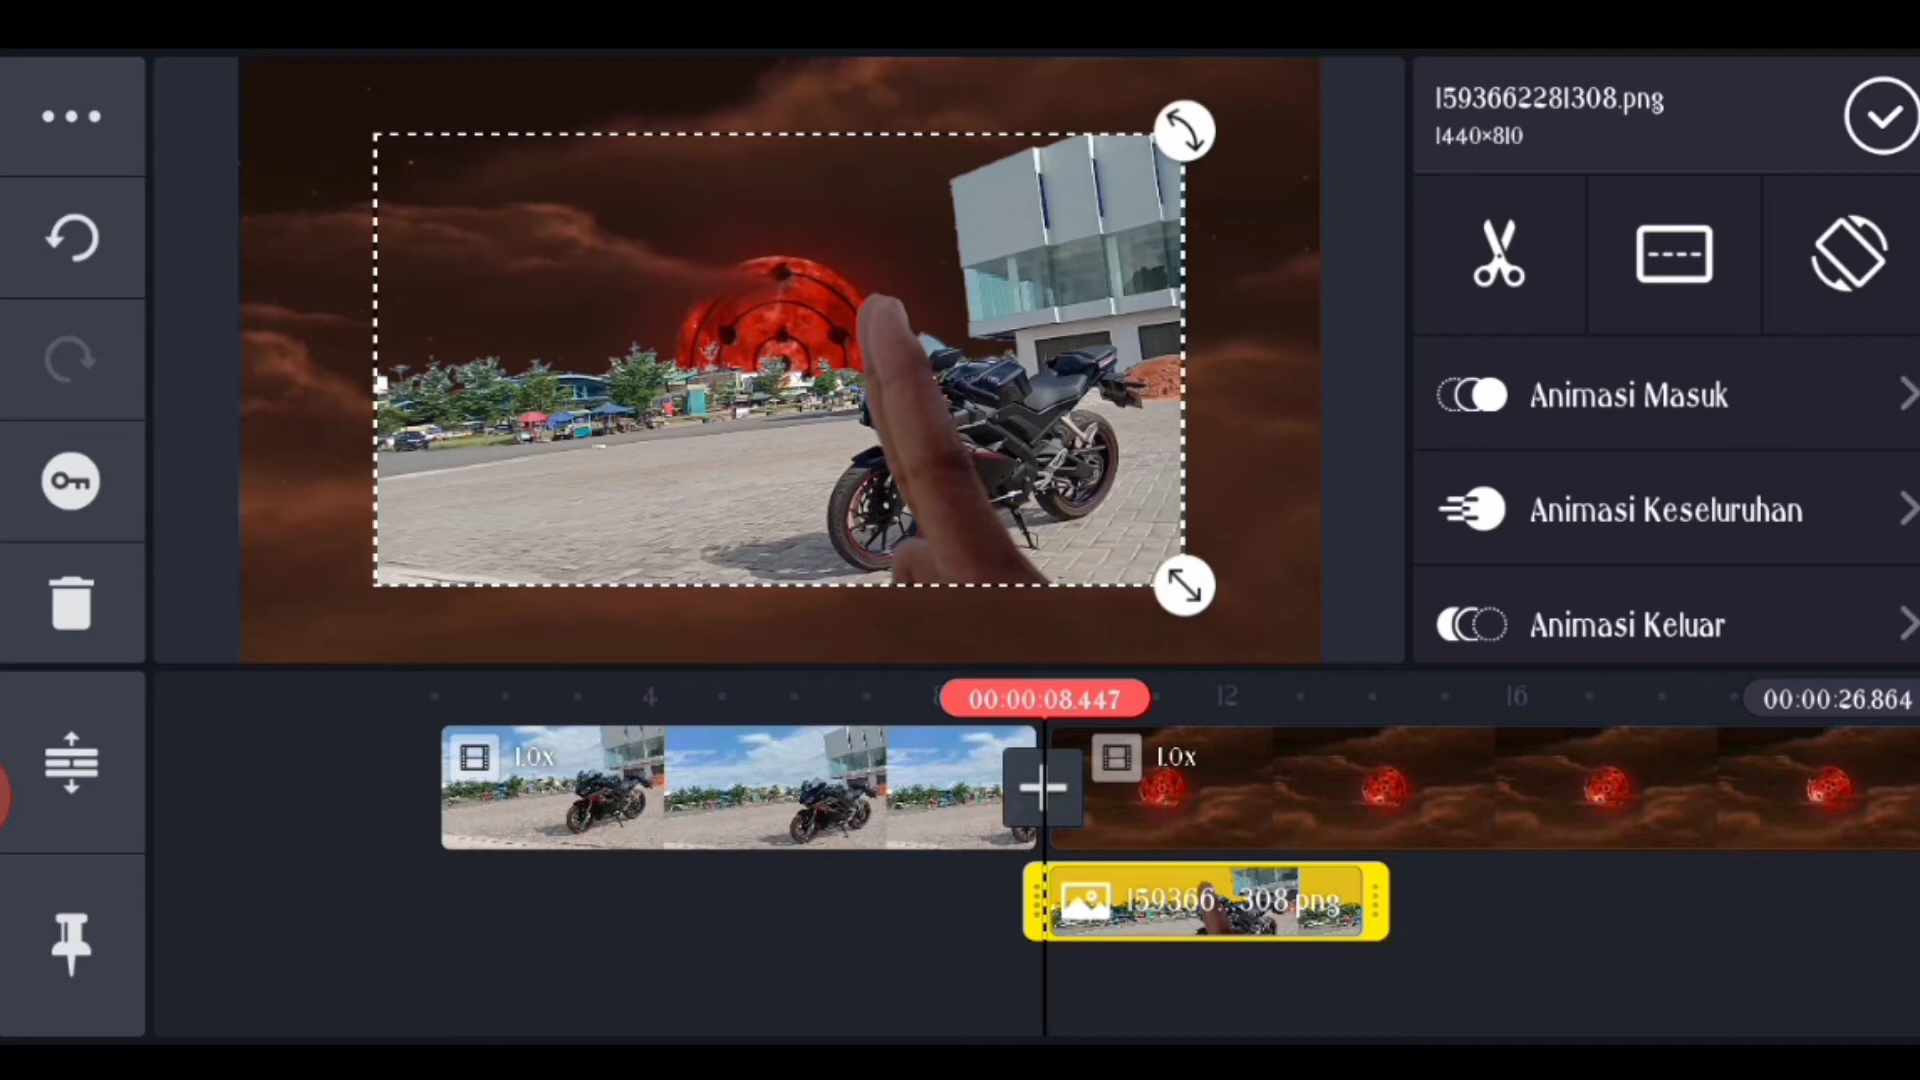 1593662281308.png
1440×810
Animasi Masuk
Animasi Keseluruhan
Animasi Keluar
4
8
00:00:08.447
12
16
00:00:26.864
1.0x
1.0x
159366...308.png